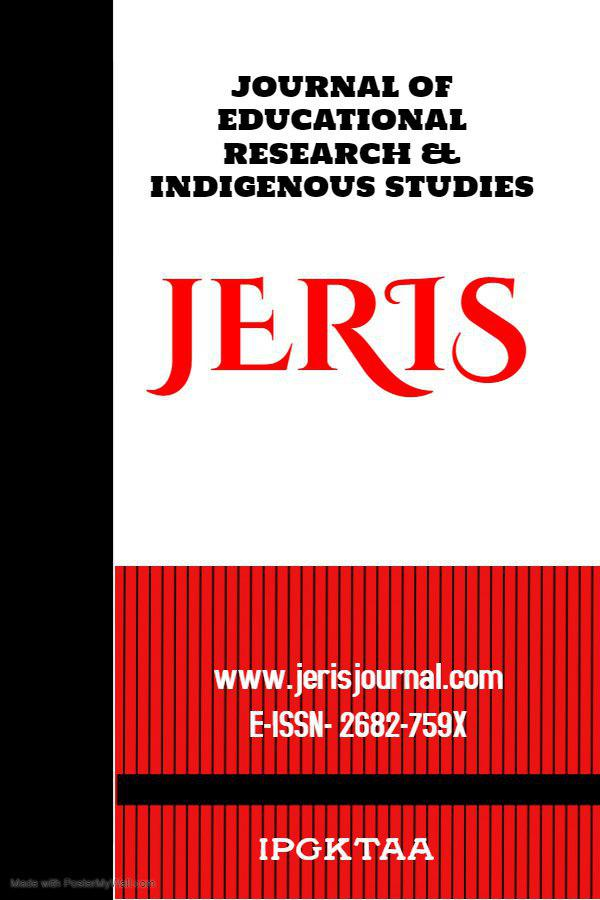 JOURNAL OF
EDUCATIONAL
RESEARCH &
INDIGENOUS STUDIES
JERIS
www.jerisjournal.com
E-ISSN- 2682-759X
IPGKTAA
Made with PosterMyWall.com